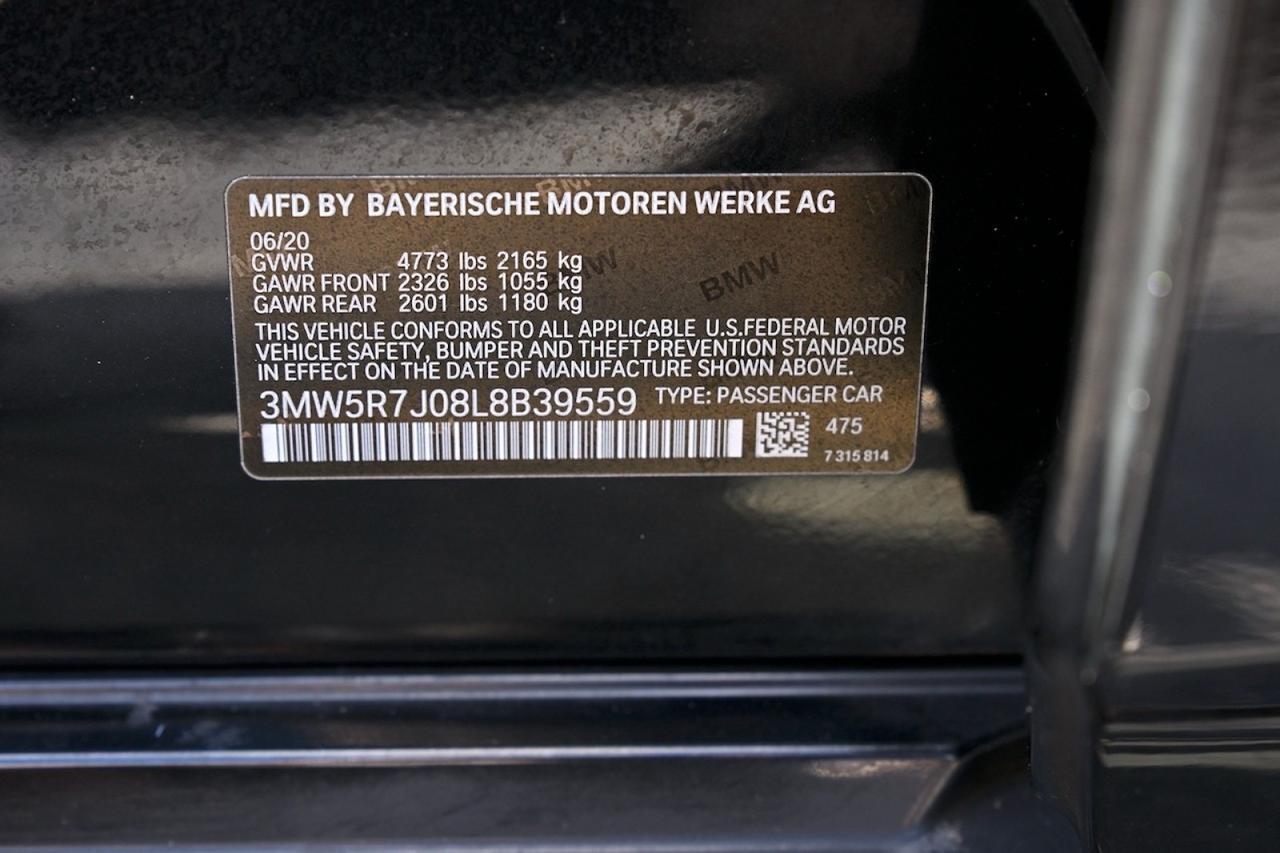 MFD BY BAYERISCHE MOTOREN WERKE AG
06/20
GVWR 4773 lbs 2165 kg
GAWR FRONT 2326 lbs 1055 kg
GAWR REAR 2601 lbs 1180 kg
THIS VEHICLE CONFORMS TO ALL APPLICABLE U.S.FEDERAL MOTOR
VEHICLE SAFETY, BUMPER AND THEFT PREVENTION STANDARDS
IN EFFECT ON THE DATE OF MANUFACTURE SHOWN ABOVE.
3MW5R7J08L8B39559 TYPE: PASSENGER CAR
475
7 315 814
BMW